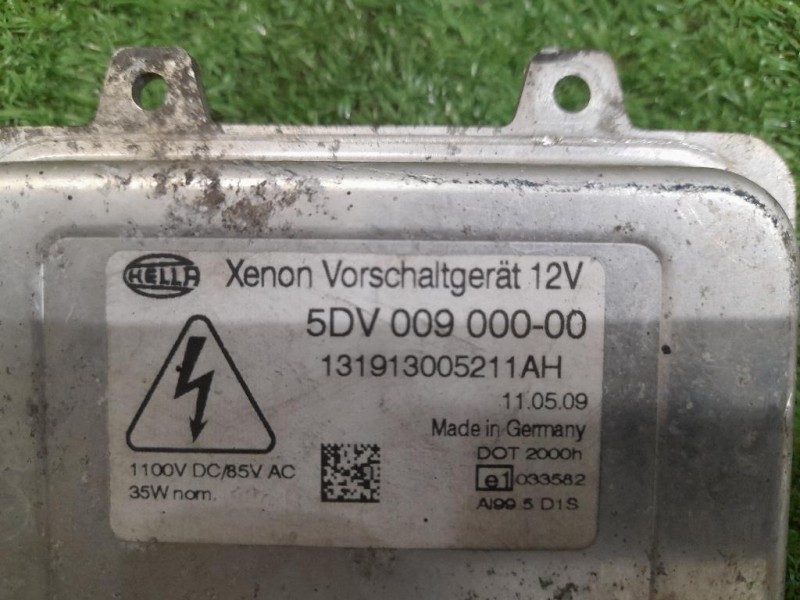 HELLA
Xenon Vorschaltgerät 12V
5DV 009 000-00
131913005211AH
11.05.09
Made in Germany
DOT 2000h
e1 033582
Al99.5 D1S
1100V DC/85V AC
35W nom.